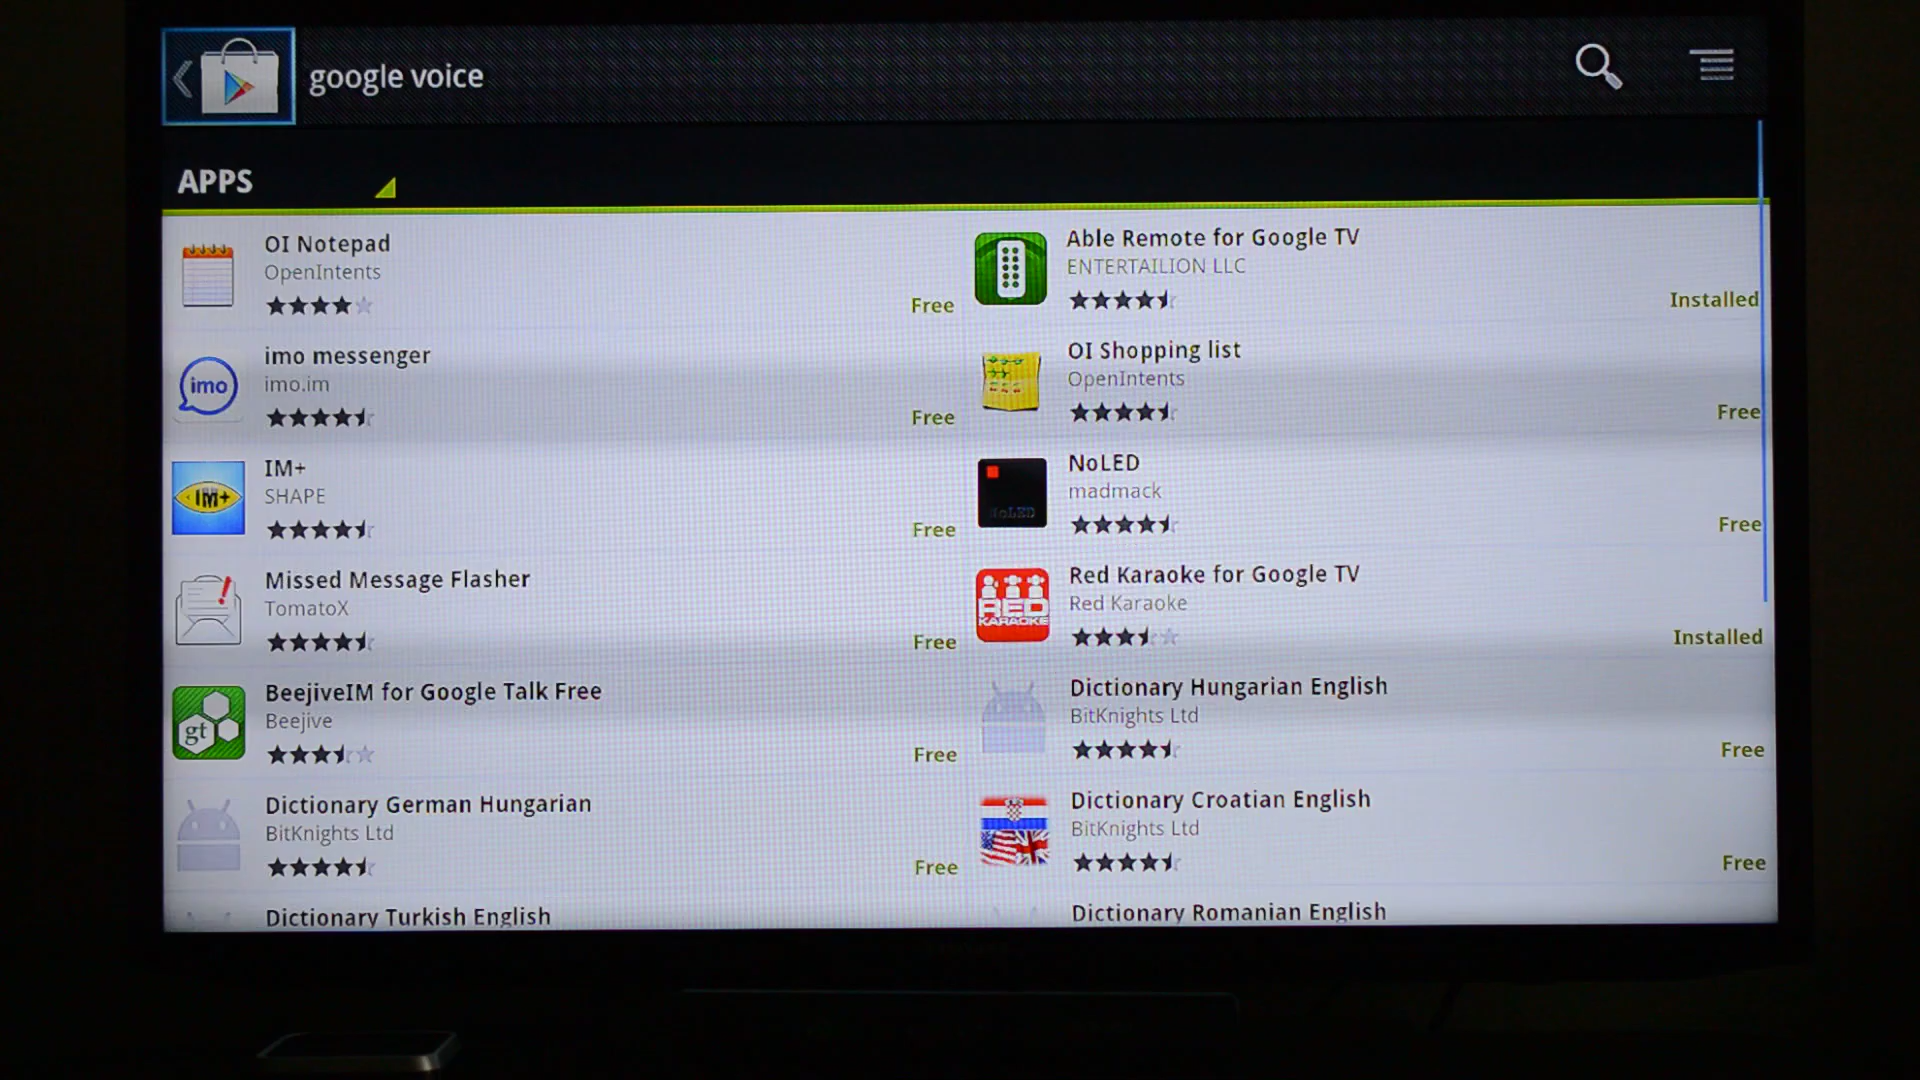 google voice
APPS
OI Notepad
OpenIntents
Free
Able Remote for Google TV
ENTERTAILION LLC
Installed
imo
imo messenger
imo.im
Free
OI Shopping list
OpenIntents
Free
IM+
IM+
SHAPE
Free
NoLED
NoLED
madmack
Free
Missed Message Flasher
TomatoX
Free
RED
KARAOKE
Red Karaoke for Google TV
Red Karaoke
Installed
gt
BeejiveIM for Google Talk Free
Beejive
Free
Dictionary Hungarian English
BitKnights Ltd
Free
Dictionary German Hungarian
BitKnights Ltd
Free
Dictionary Croatian English
BitKnights Ltd
Free
Dictionary Turkish English
Dictionary Romanian English